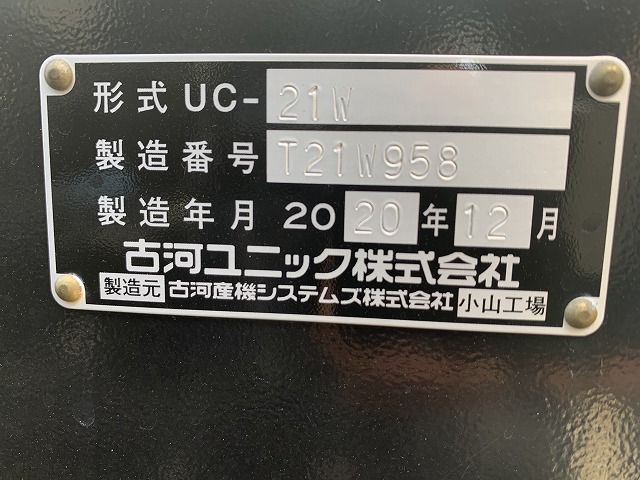 形式 UC-21W
製造番号 T21W958
製造年月 2020年12月
古河ユニック株式会社
製造元 古河産機システムズ株式会社 小山工場